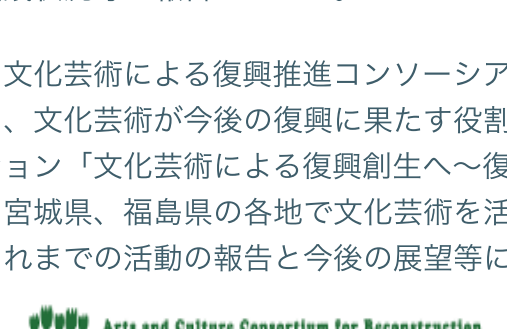 文化芸術による復興推進コンソーシア
、文化芸術が今後の復興に果たす役割
ョン「文化芸術による復興創生へ〜復
宮城県、福島県の各地で文化芸術を活
れまでの活動の報告と今後の展望等に
Arts and Culture Consortium for Reconstruction